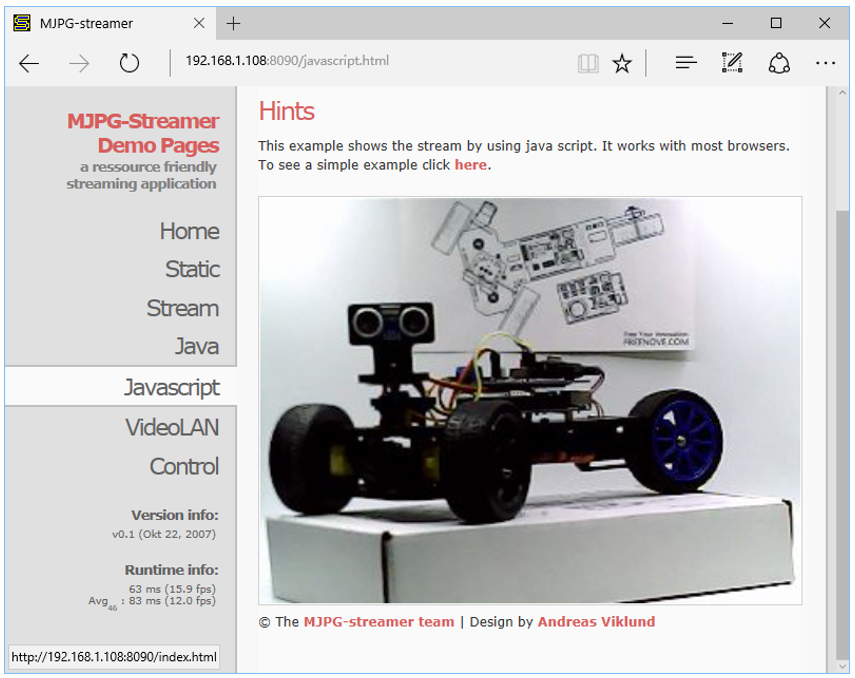 MJPG-streamer
192.168.1.108:8090/javascript.html
MJPG-Streamer
Demo Pages
a ressource friendly
streaming application
Home
Static
Stream
Java
Javascript
VideoLAN
Control
Version info:
v0.1 (Okt 22, 2007)
Runtime info:
63 ms (15.9 fps)
Avg46 : 83 ms (12.0 fps)
http://192.168.1.108:8090/index.html
Hints
This example shows the stream by using java script. It works with most browsers.
To see a simple example click here.
Free Your Innovation
FREENOVE.COM
© The MJPG-streamer team | Design by Andreas Viklund